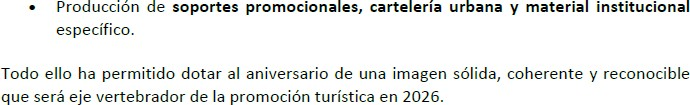 • Producción de soportes promocionales, cartelería urbana y material institucional
específico.
Todo ello ha permitido dotar al aniversario de una imagen sólida, coherente y reconocible
que será eje vertebrador de la promoción turística en 2026.